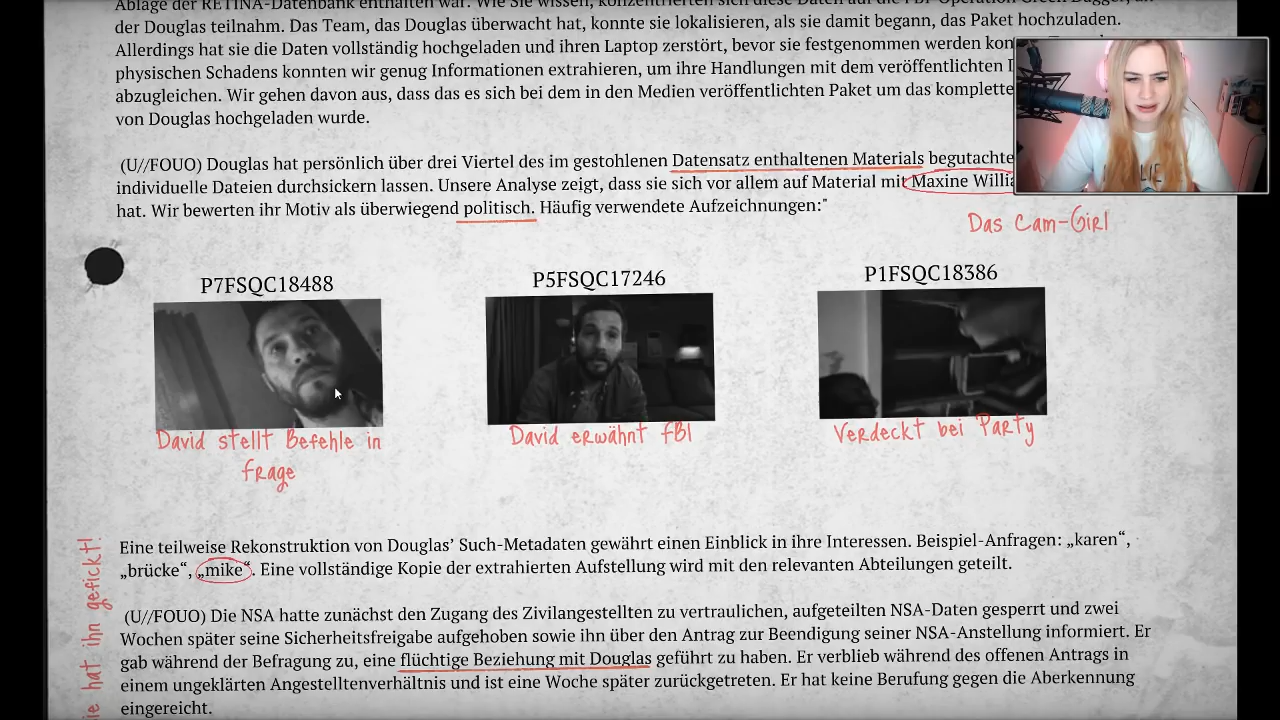 Ablage der RETINA-Datenbank enthalten war. Wie Sie wissen, konzentrierten sich diese Daten auf die FBI-Operation Green Dagger, an
der Douglas teilnahm. Das Team, das Douglas überwacht hat, konnte sie lokalisieren, als sie damit begann, das Paket hochzuladen.
Allerdings hat sie die Daten vollständig hochgeladen und ihren Laptop zerstört, bevor sie festgenommen werden kon
physischen Schadens konnten wir genug Informationen extrahieren, um ihre Handlungen mit dem veröffentlichten
abzugleichen. Wir gehen davon aus, dass das es sich bei dem in den Medien veröffentlichten Paket um das komplette
von Douglas hochgeladen wurde.
(U//FOUO) Douglas hat persönlich über drei Viertel des im gestohlenen Datensatz enthaltenen Materials begutachte
individuelle Dateien durchsickern lassen. Unsere Analyse zeigt, dass sie sich vor allem auf Material mit Maxine Willi
hat. Wir bewerten ihr Motiv als überwiegend politisch. Häufig verwendete Aufzeichnungen:"
Das Cam-Girl
P7FSQC18488 P5FSQC17246 P1FSQC18386
David stellt Befehle in David erwähnt FBI Verdeckt bei Party
Frage
Eine teilweise Rekonstruktion von Douglas’ Such-Metadaten gewährt einen Einblick in ihre Interessen. Beispiel-Anfragen: „karen“,
„brücke“, „mike“. Eine vollständige Kopie der extrahierten Aufstellung wird mit den relevanten Abteilungen geteilt.
(U//FOUO) Die NSA hatte zunächst den Zugang des Zivilangestellten zu vertraulichen, aufgeteilten NSA-Daten gesperrt und zwei
Wochen später seine Sicherheitsfreigabe aufgehoben sowie ihn über den Antrag zur Beendigung seiner NSA-Anstellung informiert. Er
gab während der Befragung zu, eine flüchtige Beziehung mit Douglas geführt zu haben. Er verblieb während des offenen Antrags in
einem ungeklärten Angestelltenverhältnis und ist eine Woche später zurückgetreten. Er hat keine Berufung gegen die Aberkennung
eingereicht.
ie hat ihn gefickt!